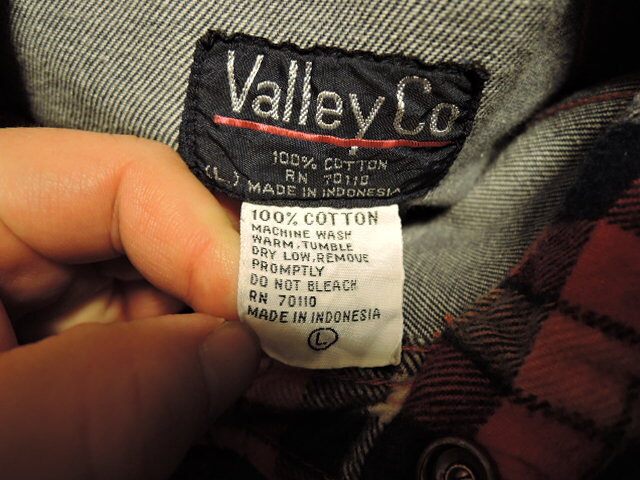 Valley Co
100% COTTON
RN 70110
(L) MADE IN INDONESIA
100% COTTON
MACHINE WASH
WARM, TUMBLE
DRY LOW, REMOVE
PROMPTLY
DO NOT BLEACH
RN 70110
MADE IN INDONESIA
L